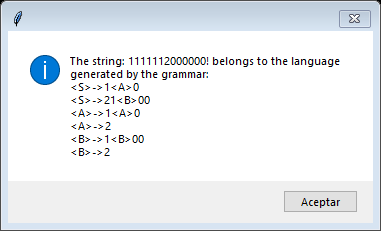 The string: 1111112000000! belongs to the language
generated by the grammar:
<S>->1<A>0
<S>->21<B>00
<A>->1<A>0
<A>->2
<B>->1<B>00
<B>->2
Aceptar